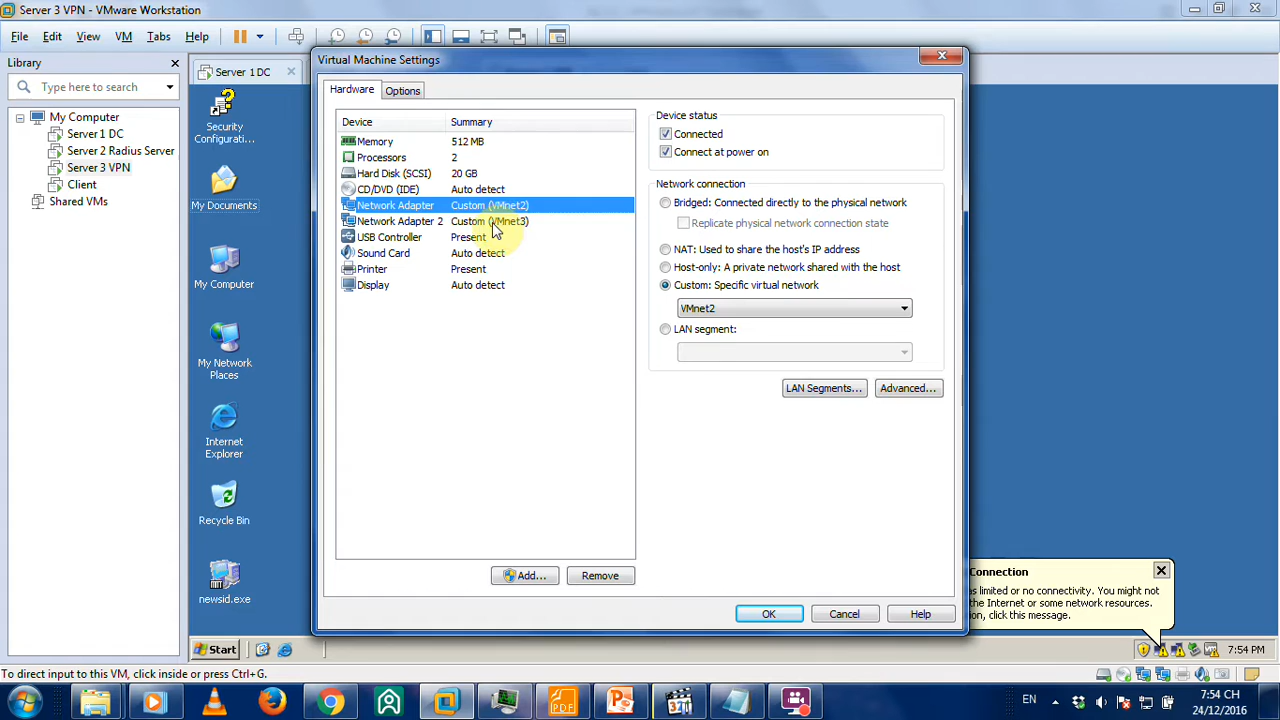 Server 3 VPN - VMware Workstation
File Edit View VM Tabs Help
Library
Type here to search
My Computer
Server 1 DC
Server 2 Radius Server
Server 3 VPN
Client
Shared VMs
Server 1 DC
Security
Configurati...
My Documents
My Computer
My Network
Places
Internet
Explorer
Recycle Bin
newsid.exe
Virtual Machine Settings
Hardware Options
Device Summary
Memory 512 MB
Processors 2
Hard Disk (SCSI) 20 GB
CD/DVD (IDE) Auto detect
Network Adapter Custom (VMnet2)
Network Adapter 2 Custom (VMnet3)
USB Controller Present
Sound Card Auto detect
Printer Present
Display Auto detect
Add... Remove
Device status
Connected
Connect at power on
Network connection
Bridged: Connected directly to the physical network
Replicate physical network connection state
NAT: Used to share the host's IP address
Host-only: A private network shared with the host
Custom: Specific virtual network
VMnet2
LAN segment:
LAN Segments... Advanced...
OK Cancel Help
Connection
s limited or no connectivity. You might not
the Internet or some network resources.
ion, click this message.
Start
7:54 PM
To direct input to this VM, click inside or press Ctrl+G.
PDF
321
EN
7:54 CH
24/12/2016